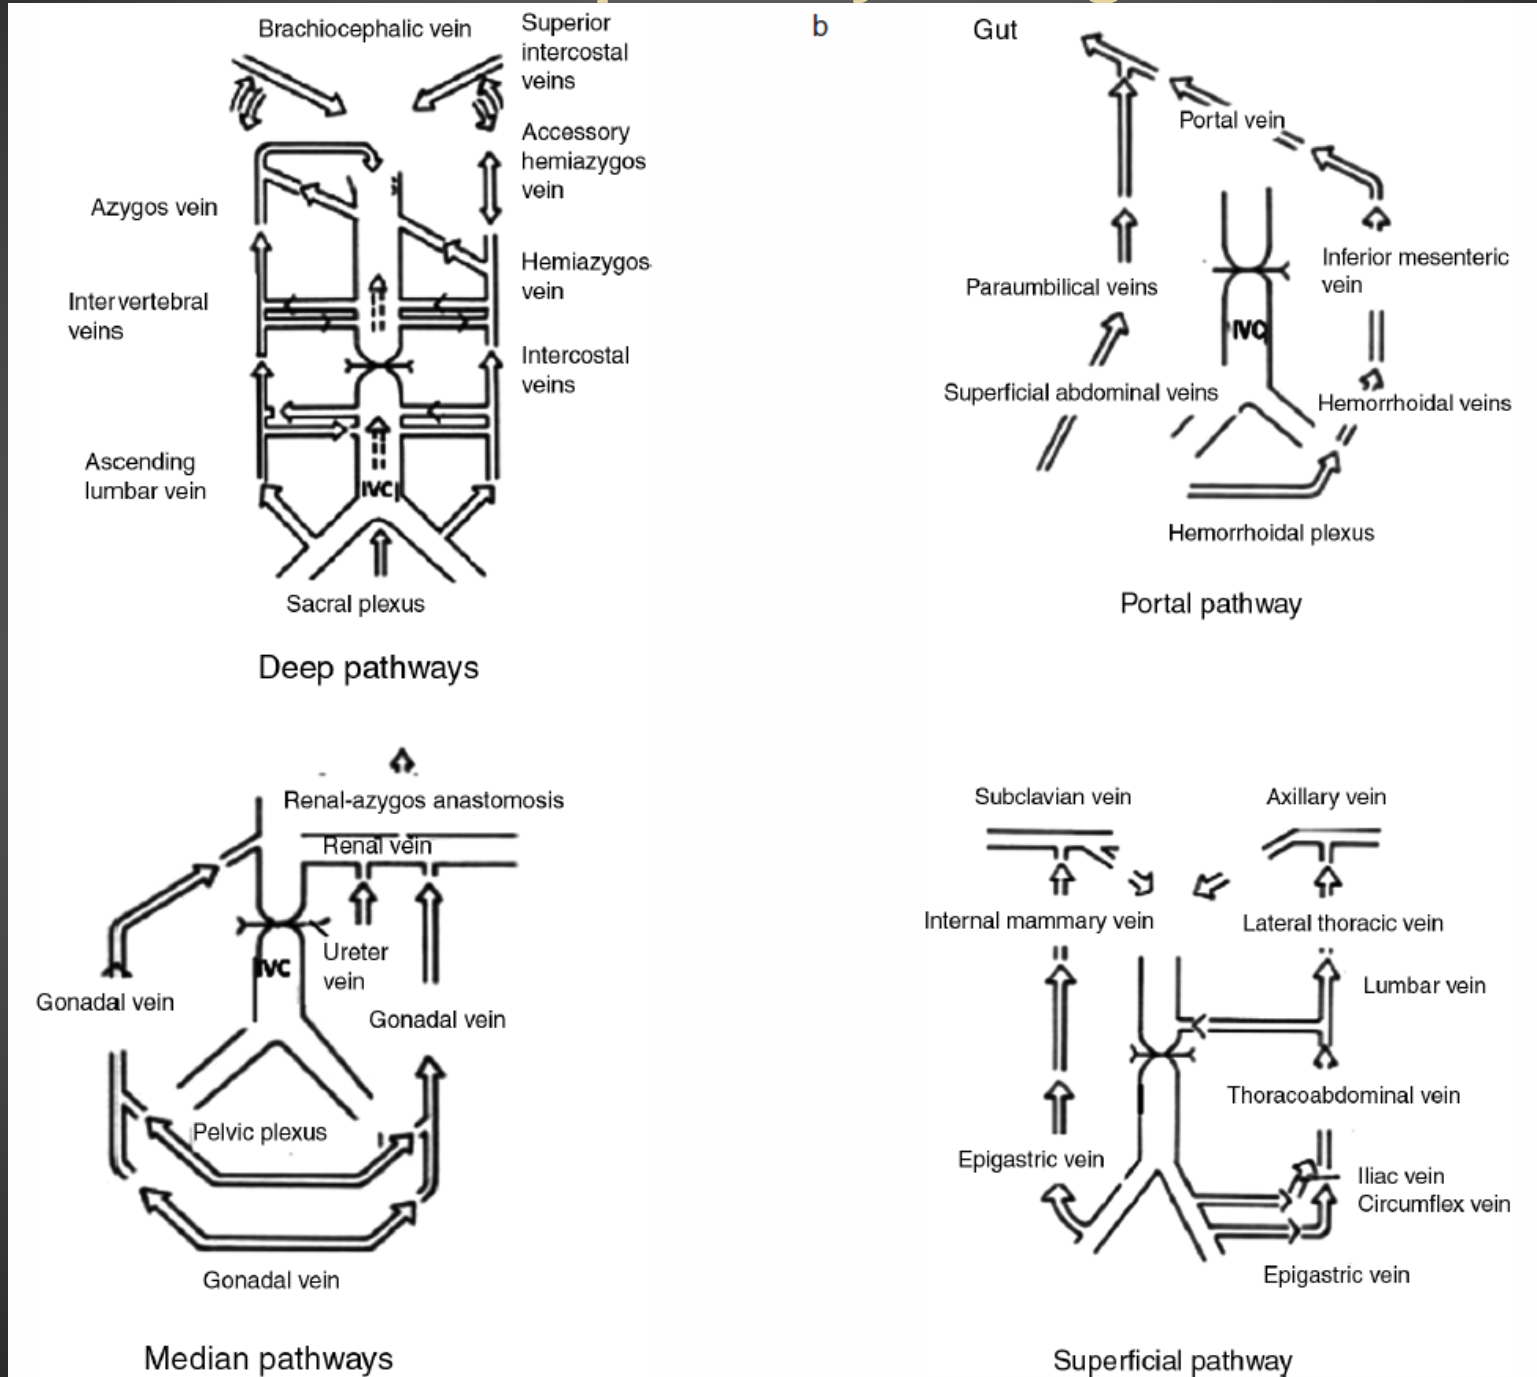 Brachiocephalic vein
Superior
intercostal
veins
Accessory
hemiazygos
vein
Azygos vein
Hemiazygos
vein
Intervertebral
veins
Intercostal
veins
Ascending
lumbar vein
IVC
Sacral plexus
Deep pathways
b
Gut
Portal vein
Inferior mesenteric
vein
Paraumbilical veins
IVC
Superficial abdominal veins
Hemorrhoidal veins
Hemorrhoidal plexus
Portal pathway
Renal-azygos anastomosis
Renal vein
Ureter
vein
IVC
Gonadal vein
Gonadal vein
Pelvic plexus
Gonadal vein
Median pathways
Subclavian vein
Axillary vein
Internal mammary vein
Lateral thoracic vein
Lumbar vein
Thoracoabdominal vein
Epigastric vein
Iliac vein
Circumflex vein
Epigastric vein
Superficial pathway